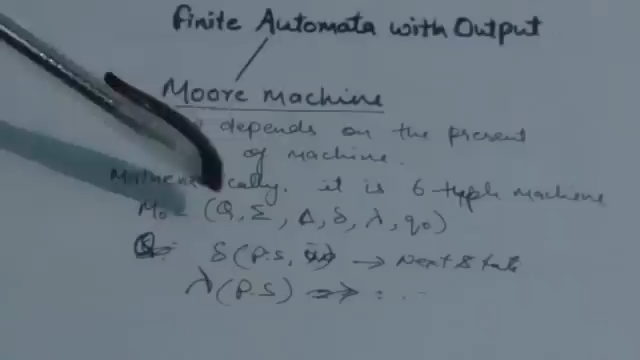 Finite Automata with Output
Moore machine
depends on the present
of machine.
it is 6 tuple machine
Mo = (Q, Σ, Δ, δ, λ, q0)
δ(P.S, → Next State
λ(P.S) →